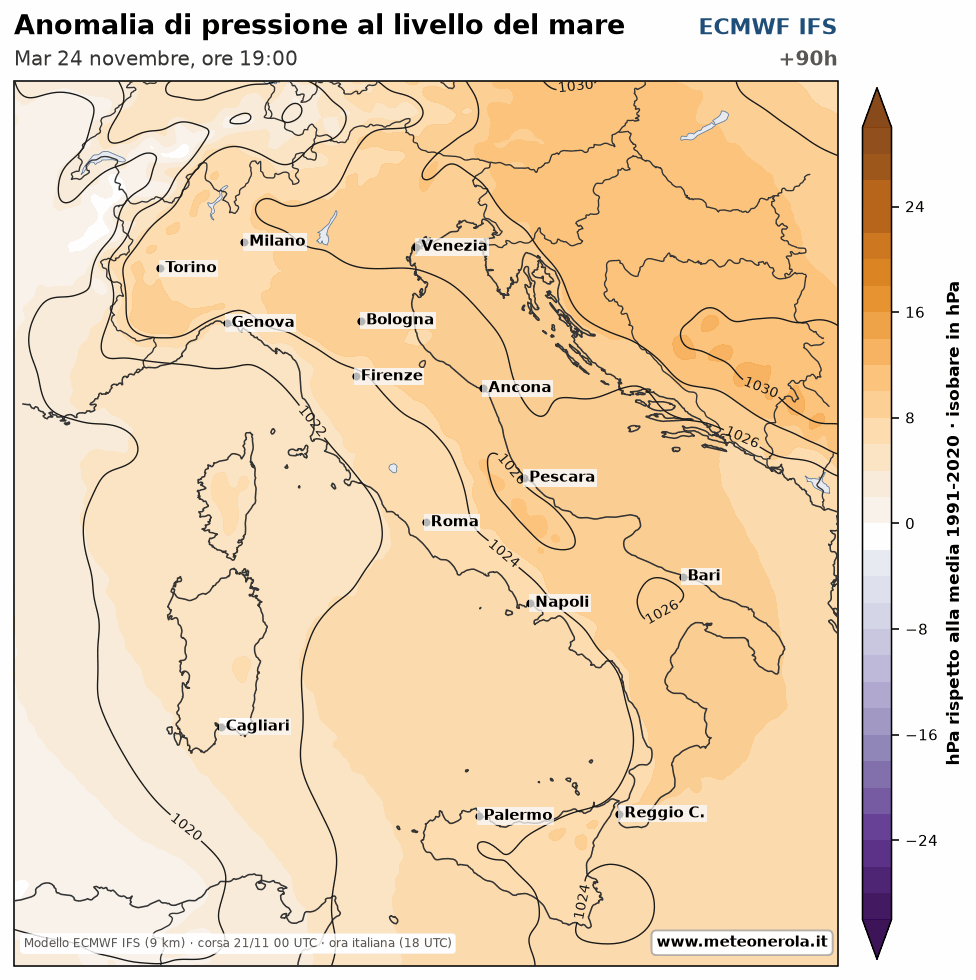 Anomalia di pressione al livello del mare
ECMWF IFS
Mar 24 novembre, ore 19:00
+90h
1030
Milano
Venezia
Torino
Genova
Bologna
Firenze
Ancona
1030
1022
1026
1026
Pescara
Roma
1024
Bari
Napoli
1026
Cagliari
1020
Palermo
Reggio C.
1024
Modello ECMWF IFS (9 km) · corsa 21/11 00 UTC · ora italiana (18 UTC)
www.meteonerola.it
24
16
8
0
−8
−16
−24
hPa rispetto alla media 1991-2020 · isobare in hPa